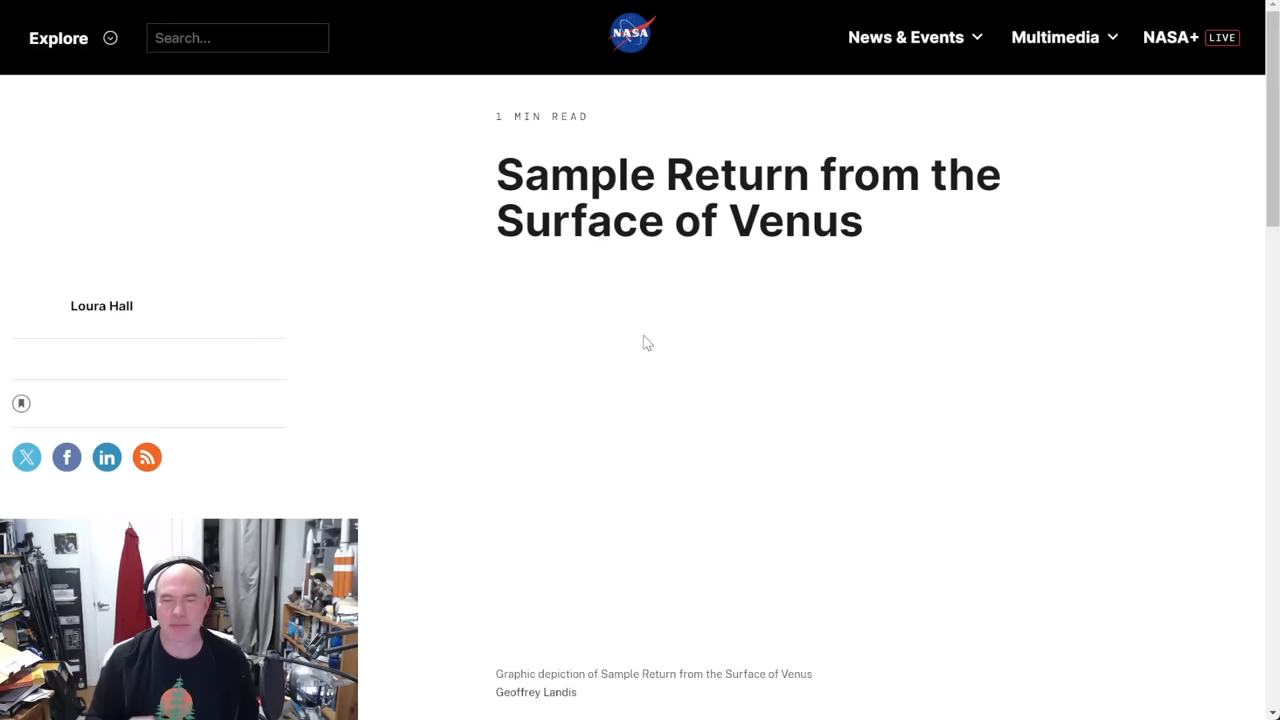 Explore
Search...
NASA
News & Events
Multimedia
NASA+ LIVE
1 MIN READ
Sample Return from the
Surface of Venus
Loura Hall
Graphic depiction of Sample Return from the Surface of Venus
Geoffrey Landis